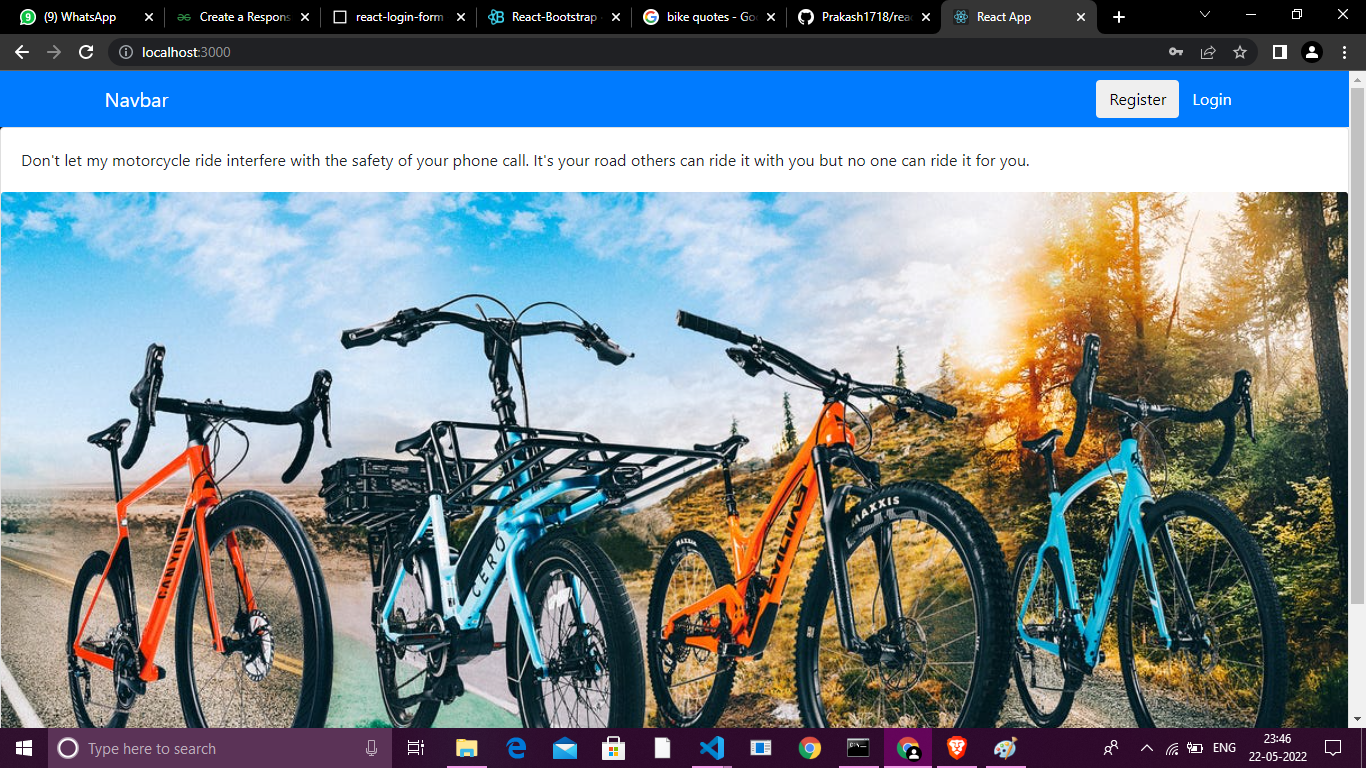 (9) WhatsApp
Create a Respons
react-login-form
React-Bootstrap
bike quotes - Goo
Prakash1718/reac
React App
localhost:3000
Navbar
Register
Login
Don't let my motorcycle ride interfere with the safety of your phone call. It's your road others can ride it with you but no one can ride it for you.
CANYON
CERO
MAXXIS
MAXXIS
Type here to search
ENG
23:46
22-05-2022